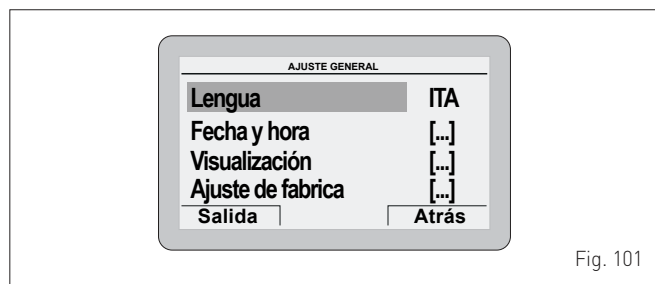 AJUSTE GENERAL
Lengua ITA
Fecha y hora [...]
Visualización [...]
Ajuste de fabrica [...]
Salida Atrás
Fig. 101